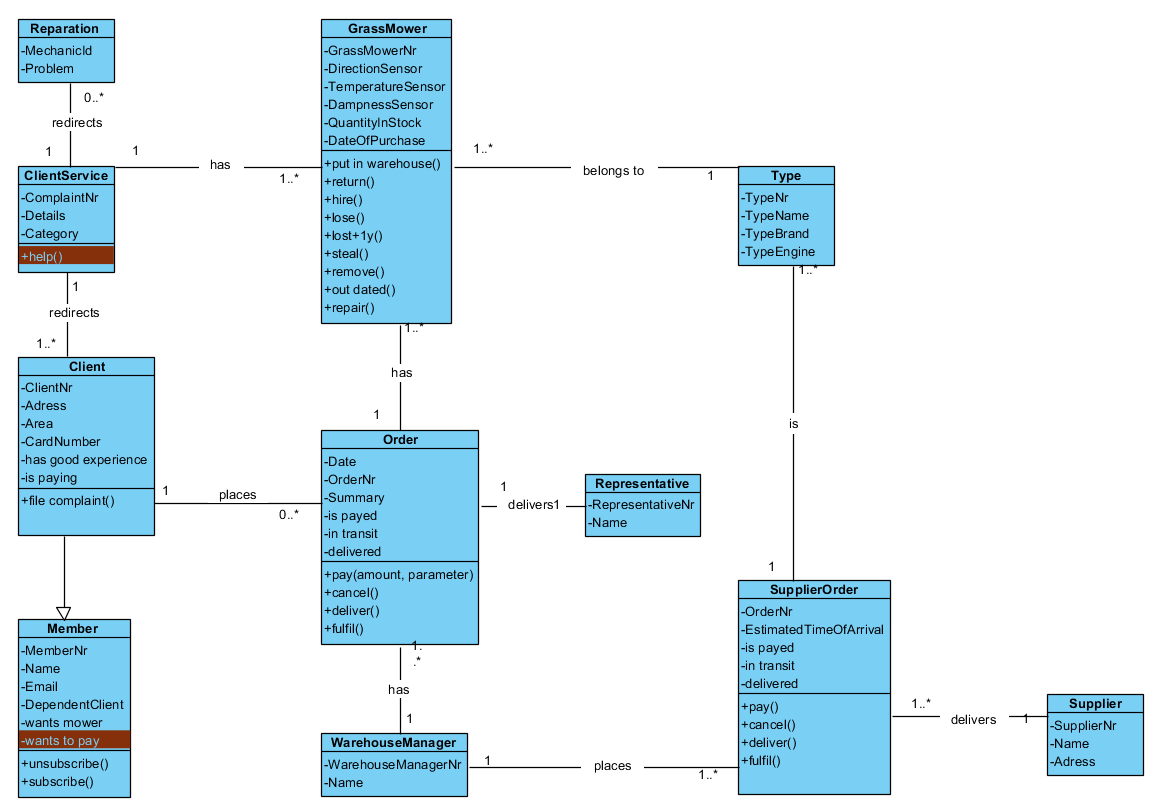 Reparation
-MechanicId
-Problem
0..*
redirects
1
ClientService
-ComplaintNr
-Details
-Category
+help()
1
has
1..*
GrassMower
-GrassMowerNr
-DirectionSensor
-TemperatureSensor
-DampnessSensor
-QuantityInStock
-DateOfPurchase
+put in warehouse()
+return()
+hire()
+lose()
+lost+1y()
+steal()
+remove()
+out dated()
+repair()
1..*
belongs to
1
Type
-TypeNr
-TypeName
-TypeBrand
-TypeEngine
1..*
is
1
1
redirects
1..*
Client
-ClientNr
-Adress
-Area
-CardNumber
-has good experience
-is paying
+file complaint()
1..*
has
1
1
places
0..*
Order
-Date
-OrderNr
-Summary
-is payed
-in transit
-delivered
+pay(amount, parameter)
+cancel()
+deliver()
+fulfil()
1
delivers1
Representative
-RepresentativeNr
-Name
Member
-MemberNr
-Name
-Email
-DependentClient
-wants mower
-wants to pay
+unsubscribe()
+subscribe()
1.
.*
has
1
WarehouseManager
-WarehouseManagerNr
-Name
1
places
1..*
SupplierOrder
-OrderNr
-EstimatedTimeOfArrival
-is payed
-in transit
-delivered
+pay()
+cancel()
+deliver()
+fulfil()
1..*
delivers
1
Supplier
-SupplierNr
-Name
-Adress